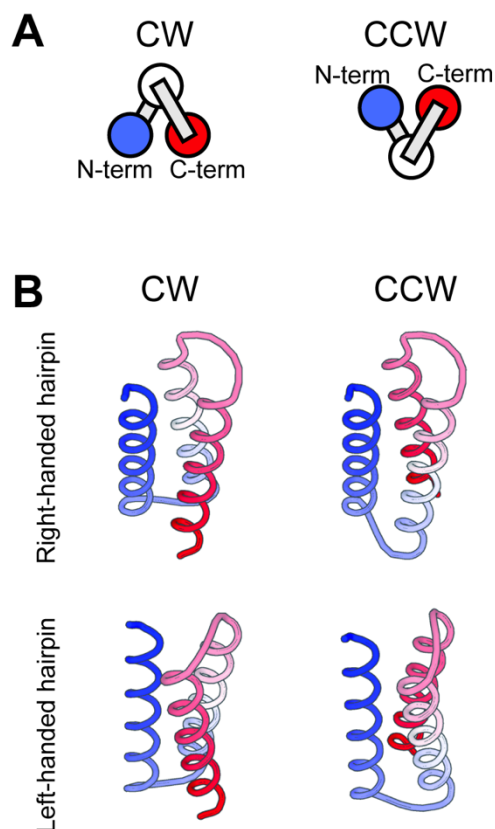 A
CW
CCW
N-term
C-term
N-term
C-term
B
CW
CCW
Right-handed hairpin
Left-handed hairpin